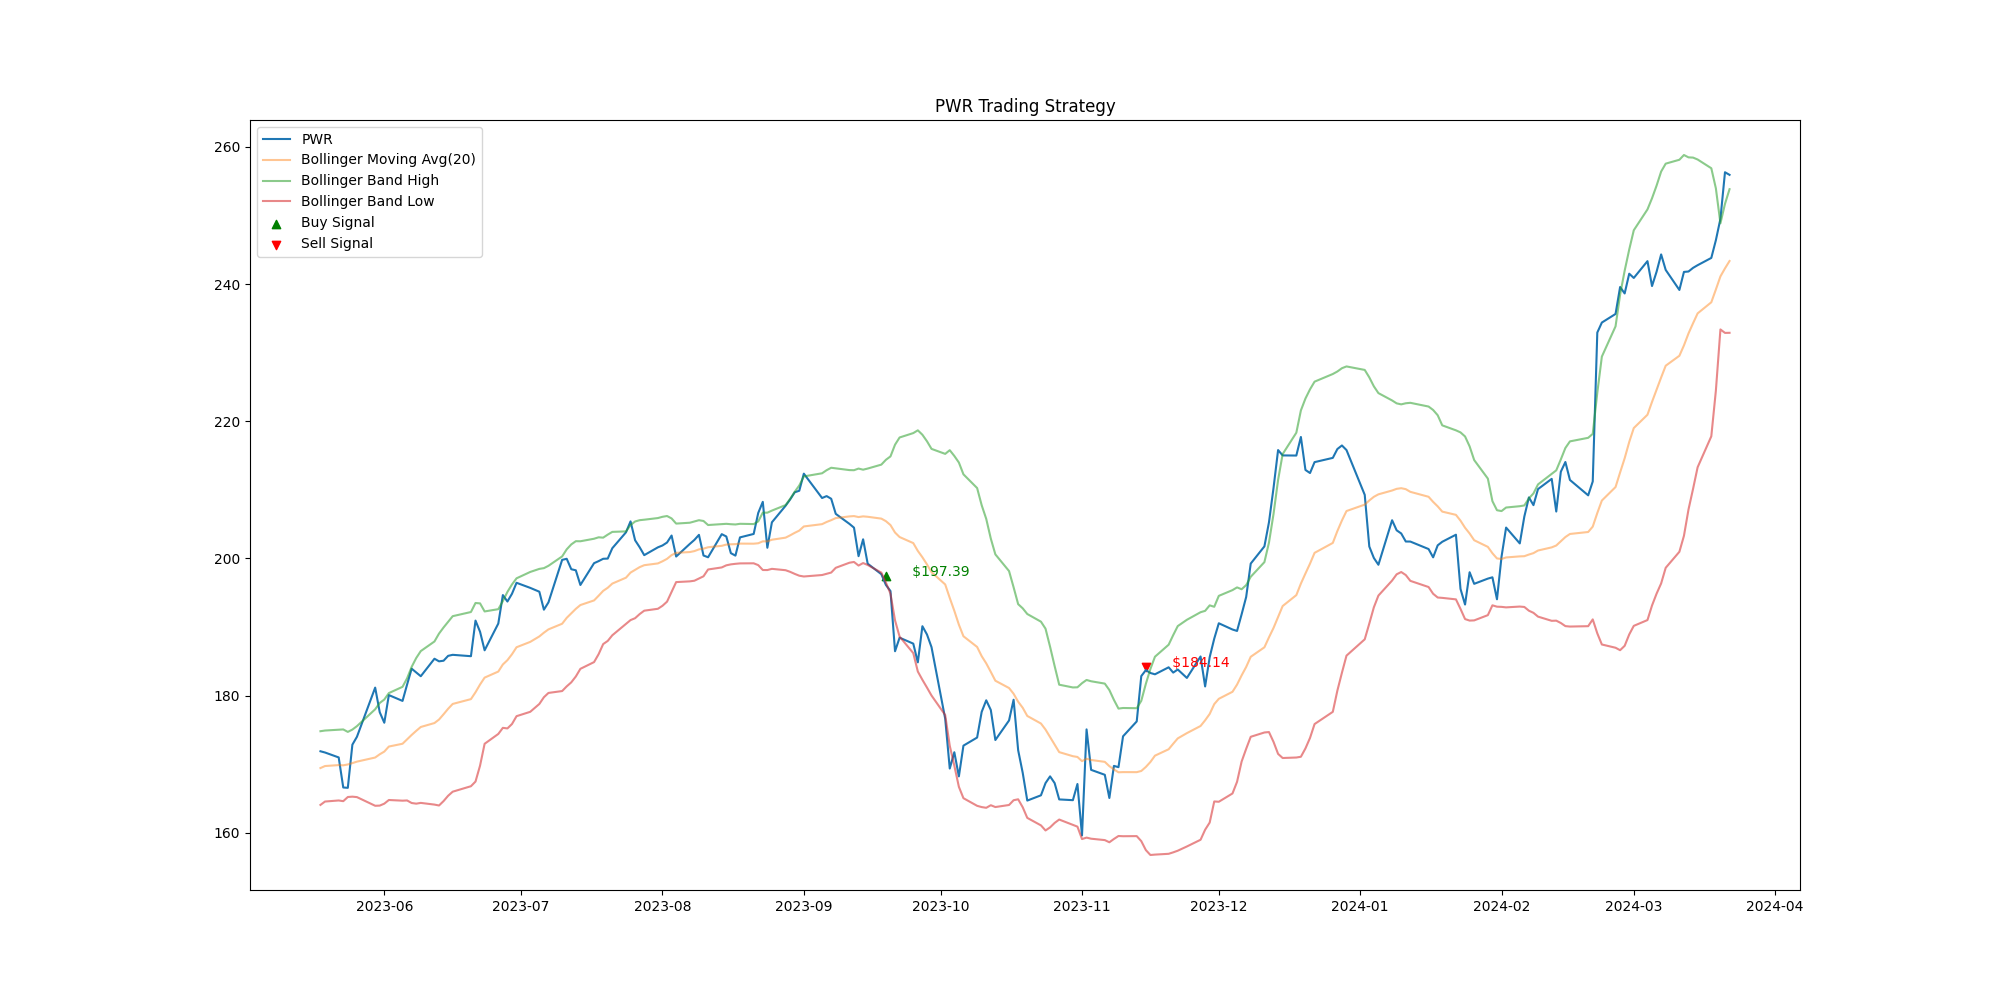 PWR Trading Strategy
PWR
Bollinger Moving Avg(20)
Bollinger Band High
Bollinger Band Low
Buy Signal
Sell Signal
260
240
220
200
180
160
$197.39
$184.14
2023-06 2023-07 2023-08 2023-09 2023-10 2023-11 2023-12 2024-01 2024-02 2024-03 2024-04